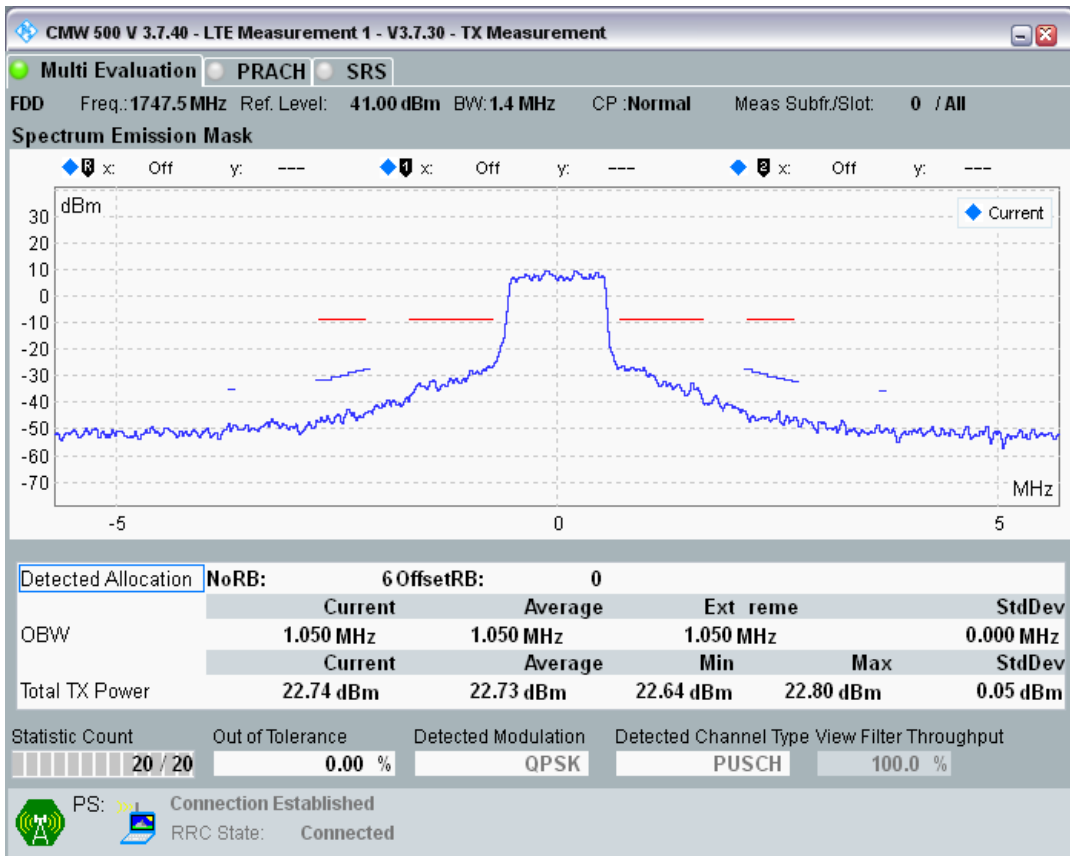 CMW 500 V 3.7.40 - LTE Measurement 1 - V3.7.30 - TX Measurement
Multi Evaluation PRACH SRS
FDD Freq.:1747.5 MHz Ref. Level: 41.00 dBm BW:1.4 MHz CP :Normal Meas Subfr./Slot: 0 / All
Spectrum Emission Mask
R x: Off y: --- 1 x: Off y: --- 2 x: Off y: ---
dBm
Current
30
20
10
0
-10
-20
-30
-40
-50
-60
-70
MHz
-5 0 5
Detected Allocation NoRB: 6 OffsetRB: 0
Current Average Ext reme StdDev
OBW 1.050 MHz 1.050 MHz 1.050 MHz 0.000 MHz
Current Average Min Max StdDev
Total TX Power 22.74 dBm 22.73 dBm 22.64 dBm 22.80 dBm 0.05 dBm
Statistic Count Out of Tolerance Detected Modulation Detected Channel Type View Filter Throughput
20 / 20 0.00 % QPSK PUSCH 100.0 %
PS: Connection Established
RRC State: Connected